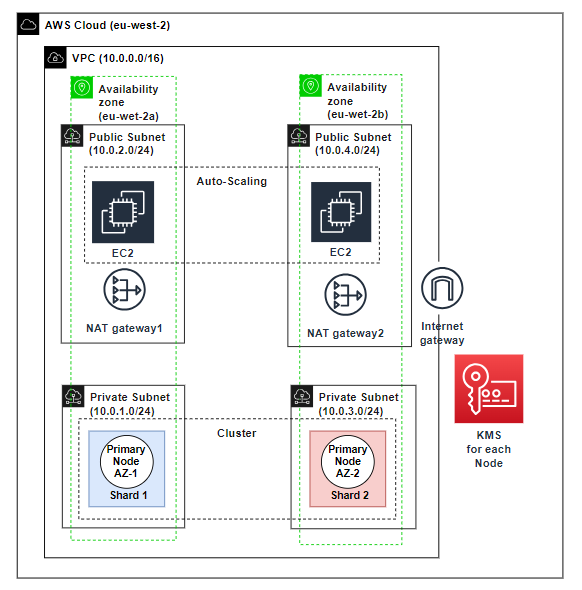 AWS Cloud (eu-west-2)
VPC (10.0.0.0/16)
Availability
zone
(eu-wet-2a)
Availability
zone
(eu-wet-2b)
Public Subnet
(10.0.2.0/24)
Public Subnet
(10.0.4.0/24)
Auto-Scaling
EC2
EC2
NAT gateway1
NAT gateway2
Internet
gateway
Private Subnet
(10.0.1.0/24)
Private Subnet
(10.0.3.0/24)
Cluster
Primary
Node
AZ-1
Shard 1
Primary
Node
AZ-2
Shard 2
KMS
for each
Node